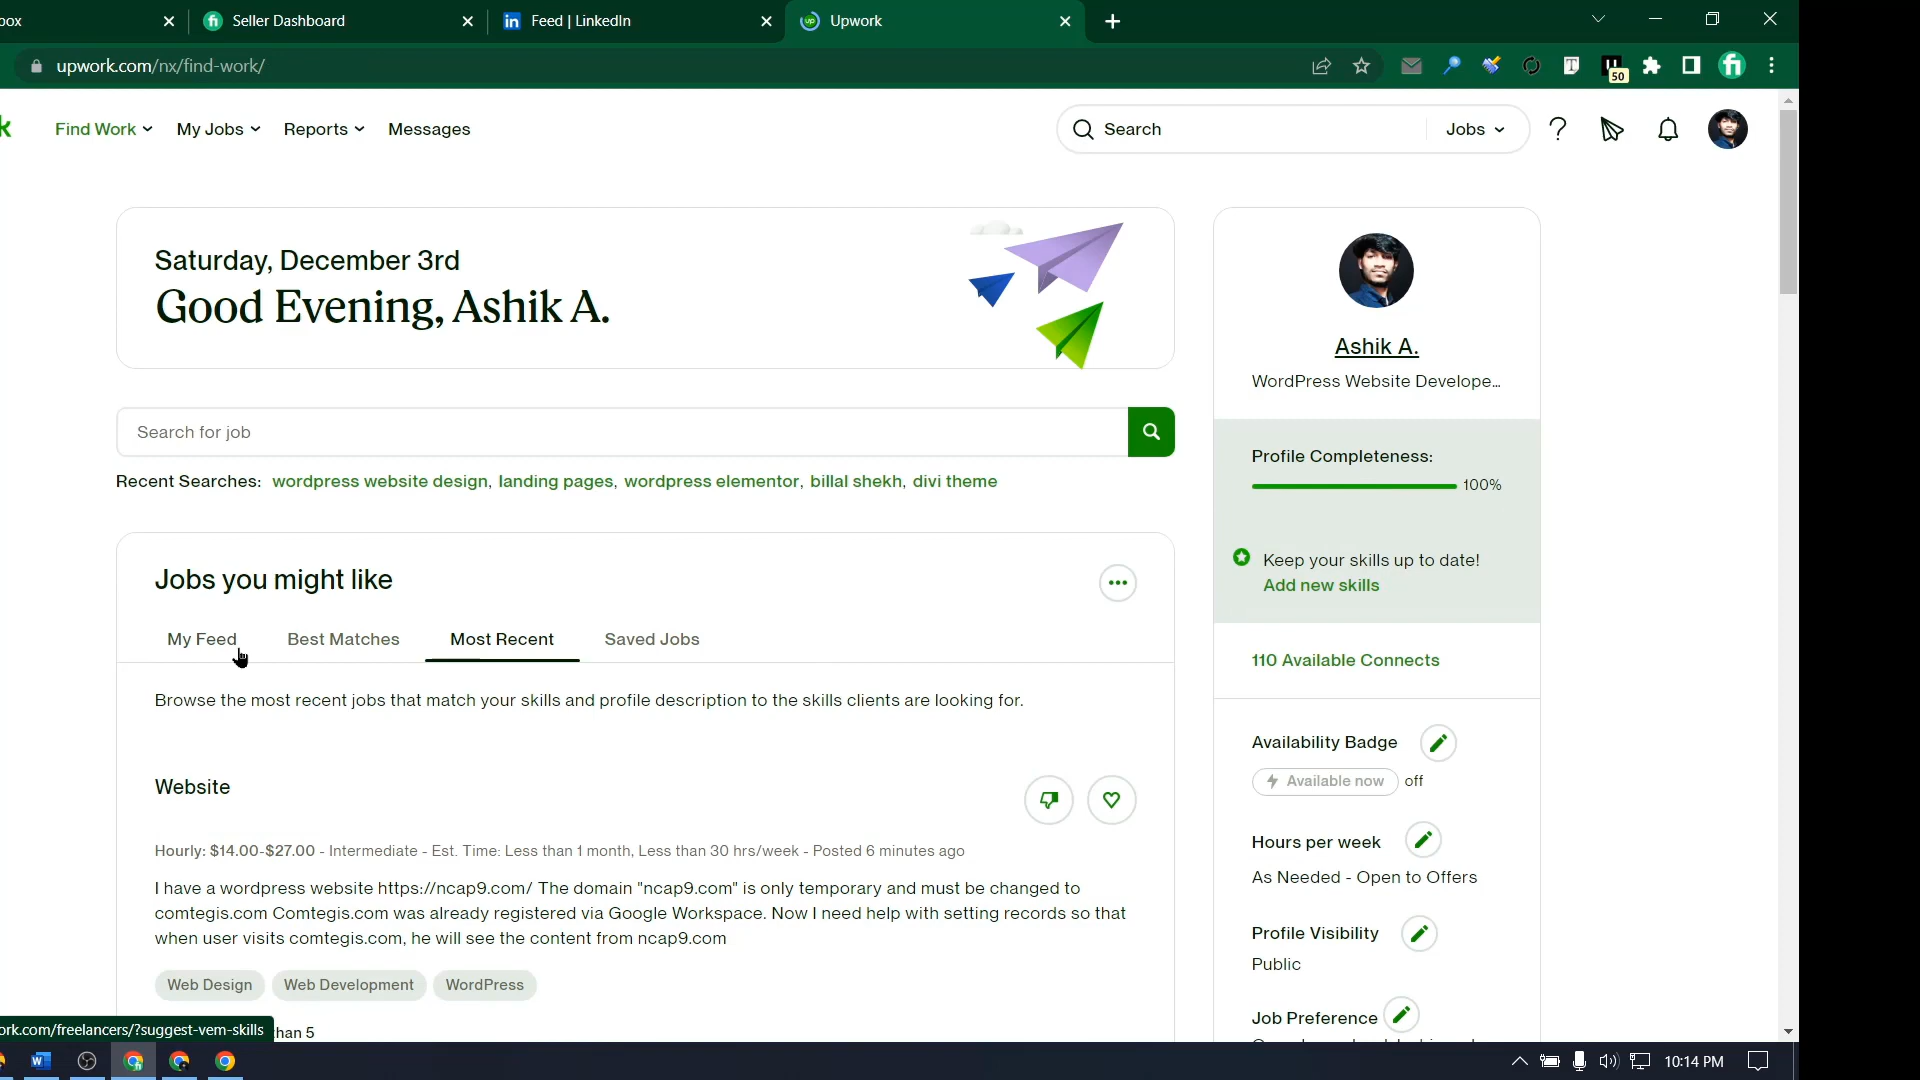 box
Seller Dashboard
Feed | LinkedIn
Upwork
upwork.com/nx/find-work/
50
k
Find Work
My Jobs
Reports
Messages
Search
Jobs
Saturday, December 3rd
Good Evening, Ashik A.
Ashik A.
WordPress Website Develope...
Search for job
Recent Searches: wordpress website design, landing pages, wordpress elementor, billal shekh, divi theme
Profile Completeness:
100%
Keep your skills up to date!
Add new skills
Jobs you might like
My Feed
Best Matches
Most Recent
Saved Jobs
110 Available Connects
Browse the most recent jobs that match your skills and profile description to the skills clients are looking for.
Availability Badge
Available now off
Website
Hourly: $14.00-$27.00 - Intermediate - Est. Time: Less than 1 month, Less than 30 hrs/week - Posted 6 minutes ago
Hours per week
As Needed - Open to Offers
I have a wordpress website https://ncap9.com/ The domain "ncap9.com" is only temporary and must be changed to
comtegis.com Comtegis.com was already registered via Google Workspace. Now I need help with setting records so that
when user visits comtegis.com, he will see the content from ncap9.com
Profile Visibility
Public
Web Design
Web Development
WordPress
Job Preference
ork.com/freelancers/?suggest-vem-skills
han 5
10:14 PM